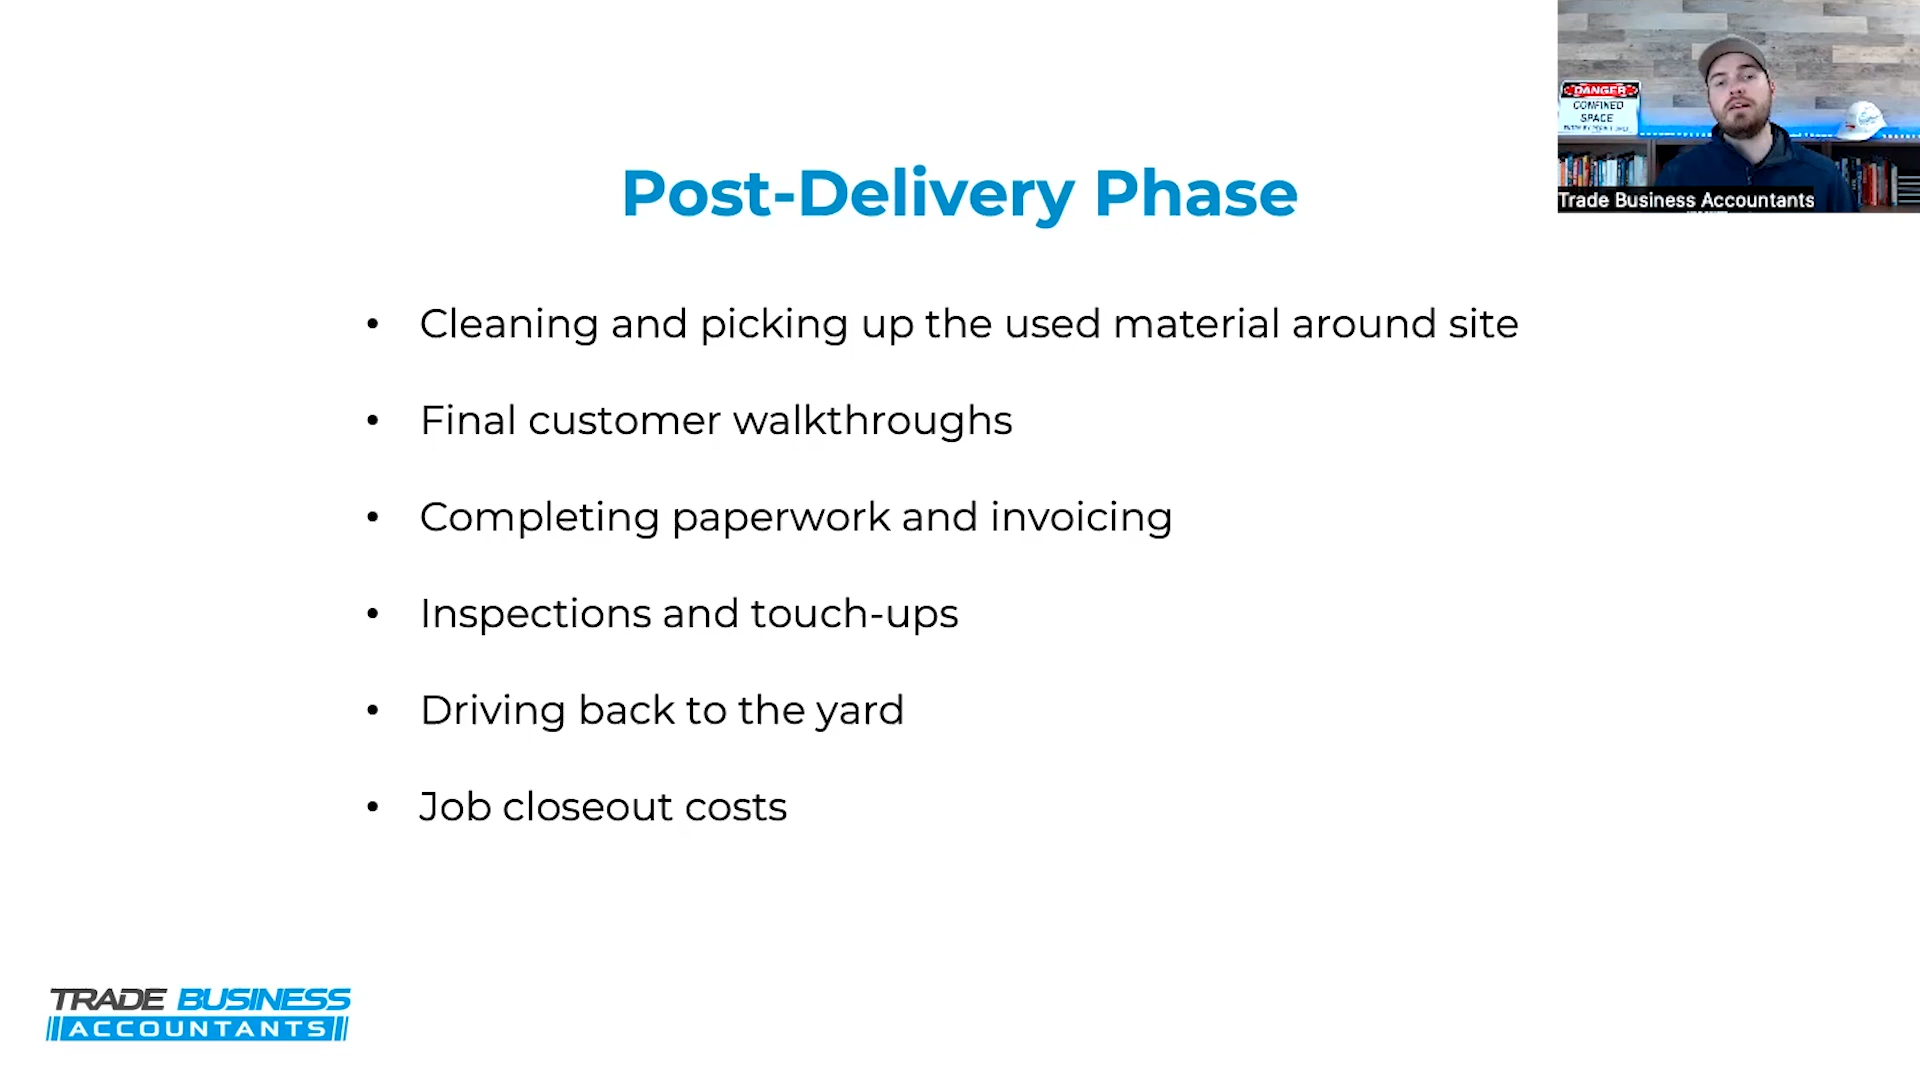 Post-Delivery Phase
• Cleaning and picking up the used material around site
• Final customer walkthroughs
• Completing paperwork and invoicing
• Inspections and touch-ups
• Driving back to the yard
• Job closeout costs
DANGER
CONFINED
SPACE
Trade Business Accountants
TRADE BUSINESS
ACCOUNTANTS